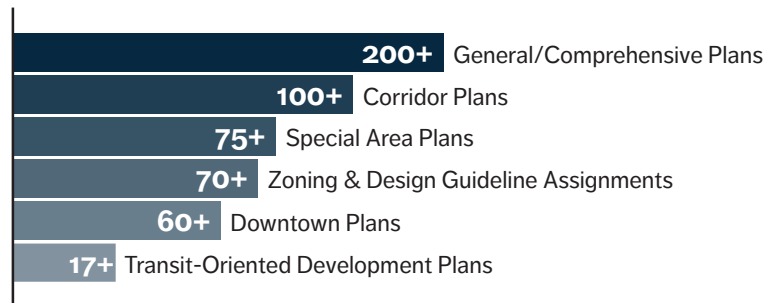 200+ General/Comprehensive Plans
100+ Corridor Plans
75+ Special Area Plans
70+ Zoning & Design Guideline Assignments
60+ Downtown Plans
17+ Transit-Oriented Development Plans